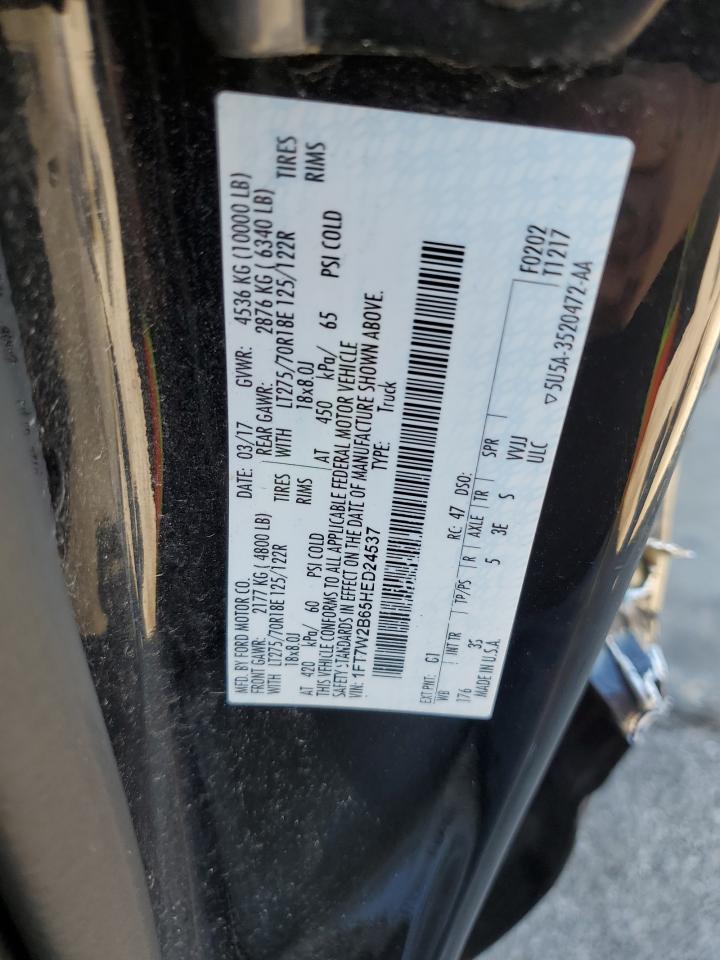 MFD. BY FORD MOTOR CO. DATE: 03/17 GVWR: 4536 KG (10000 LB)
FRONT GAWR: 2177 KG ( 4800 LB) REAR GAWR: 2876 KG ( 6340 LB)
WITH LT275/70R18E 125/122R TIRES WITH LT275/70R18E 125/122R TIRES
18x8.0J RIMS 18x8.0J RIMS
AT 420 kPa/ 60 PSI COLD AT 450 kPa/ 65 PSI COLD
THIS VEHICLE CONFORMS TO ALL APPLICABLE FEDERAL MOTOR VEHICLE
SAFETY STANDARDS IN EFFECT ON THE DATE OF MANUFACTURE SHOWN ABOVE.
VIN: 1FT7W2B65HED24537 TYPE: Truck
EXT PNT: G1 RC: 47 DSO: F0202
WB INT TR TP/PS R AXLE TR SPR T1217
176 35 5 3E S VVJJ
MADE IN U.S.A. ULC
▽5U5A-3520472-AA